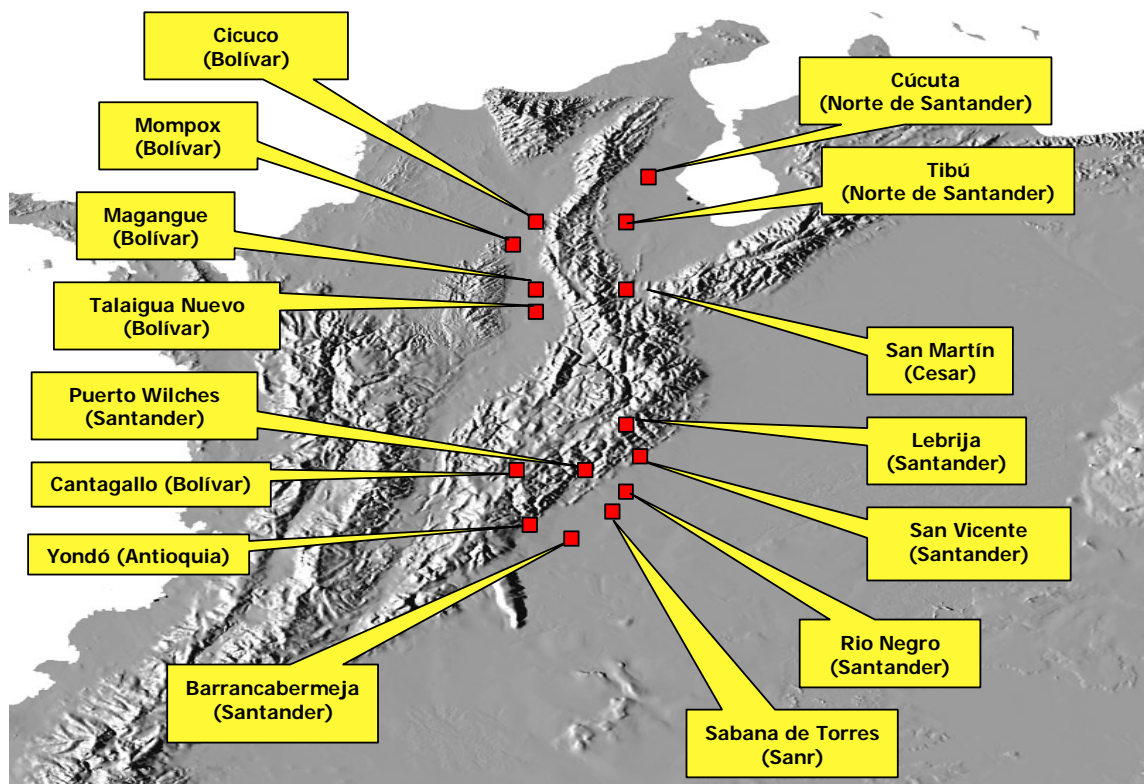 Cicuco
(Bolívar)
Mompox
(Bolívar)
Magangue
(Bolívar)
Talaigua Nuevo
(Bolívar)
Puerto Wilches
(Santander)
Cantagallo (Bolívar)
Yondó (Antioquia)
Barrancabermeja
(Santander)
Cúcuta
(Norte de Santander)
Tibú
(Norte de Santander)
San Martín
(Cesar)
Lebrija
(Santander)
San Vicente
(Santander)
Rio Negro
(Santander)
Sabana de Torres
(Sanr)